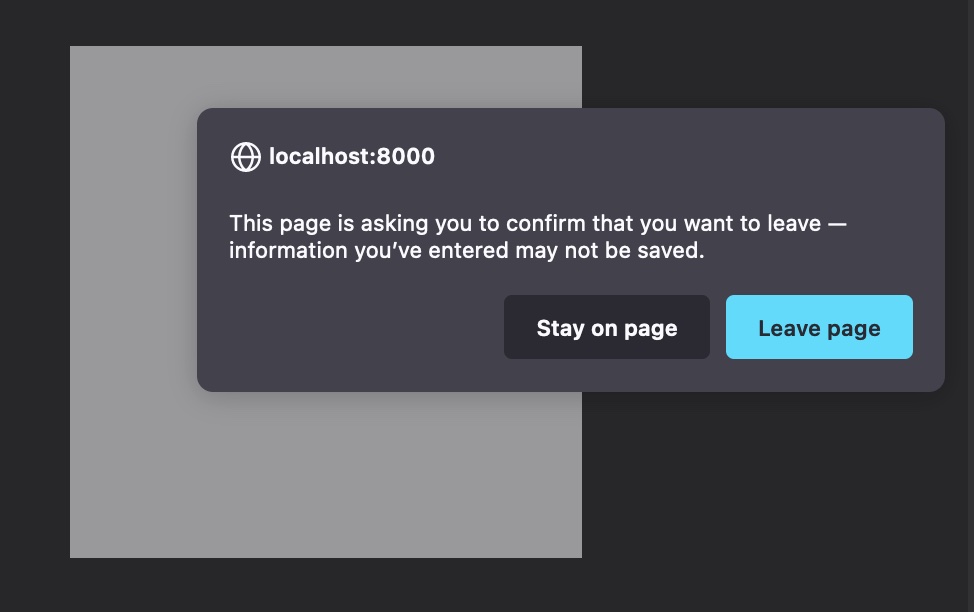 localhost:8000
This page is asking you to confirm that you want to leave —
information you’ve entered may not be saved.
Stay on page
Leave page